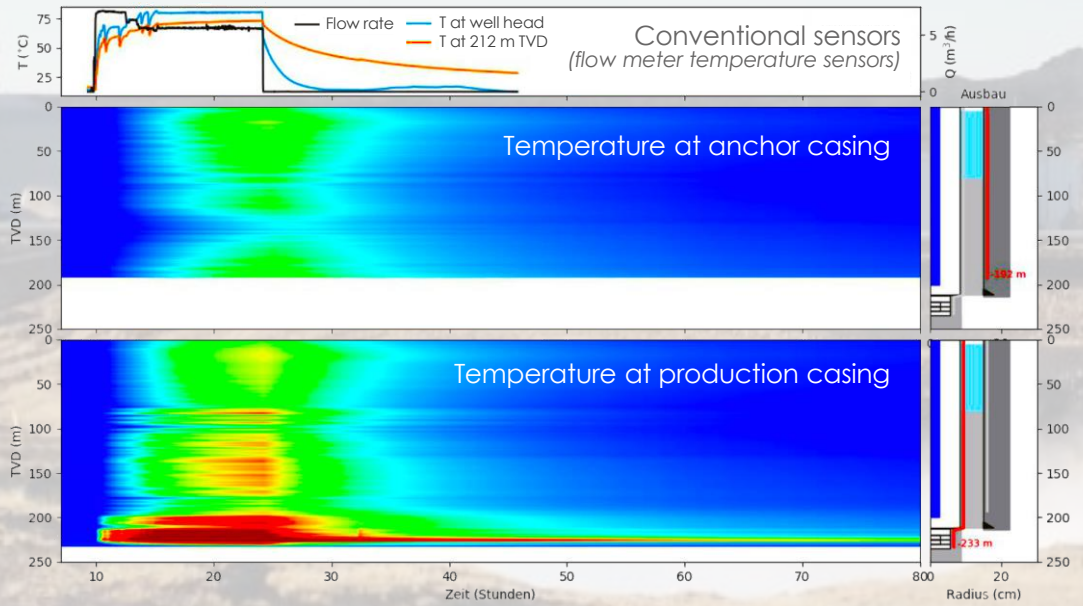 75
50
25
T (°C)
Flow rate
T at well head
T at 212 m TVD
Conventional sensors
(flow meter temperature sensors)
5
0
Q (m³/h)
Ausbau
0
50
100
150
200
250
TVD (m)
Temperature at anchor casing
-192 m
0
50
100
150
200
250
0
50
100
150
200
250
TVD (m)
Temperature at production casing
-233 m
0
50
100
150
200
250
10
20
30
40
50
60
70
80
Zeit (Stunden)
0
20
Radius (cm)